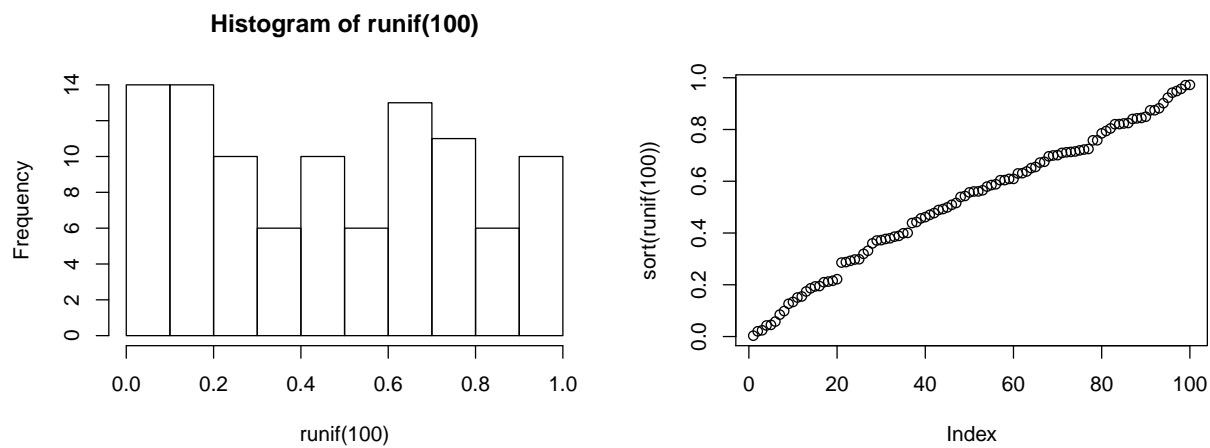 Histogram of runif(100)
Frequency
14
10
8
6
4
2
0
0.0 0.2 0.4 0.6 0.8 1.0
runif(100)
sort(runif(100))
1.0
0.8
0.6
0.4
0.2
0.0
0 20 40 60 80 100
Index